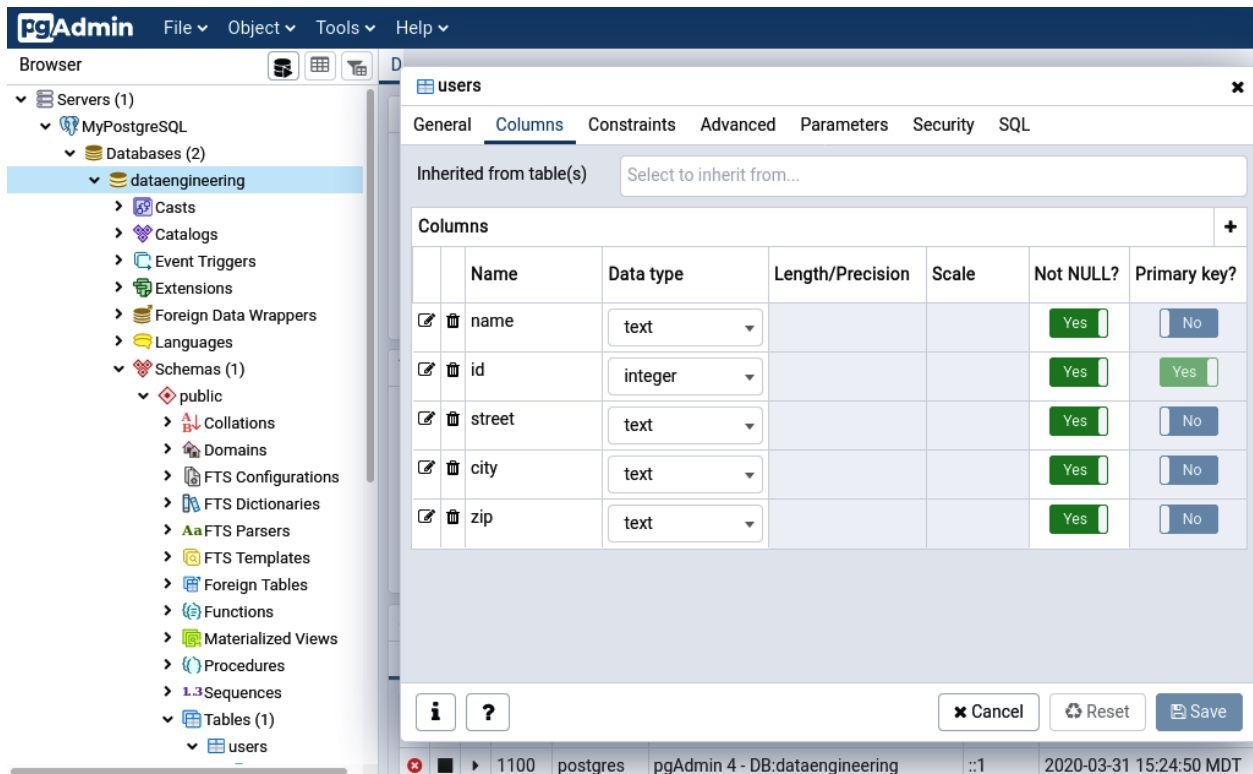 pgAdmin File Object Tools Help
Browser
Servers (1)
MyPostgreSQL
Databases (2)
dataengineering
Casts
Catalogs
Event Triggers
Extensions
Foreign Data Wrappers
Languages
Schemas (1)
public
Collations
Domains
FTS Configurations
FTS Dictionaries
FTS Parsers
FTS Templates
Foreign Tables
Functions
Materialized Views
Procedures
1.3 Sequences
Tables (1)
users
D
users
General Columns Constraints Advanced Parameters Security SQL
Inherited from table(s) Select to inherit from...
Columns
Name Data type Length/Precision Scale Not NULL? Primary key?
name text Yes No
id integer Yes Yes
street text Yes No
city text Yes No
zip text Yes No
i ? Cancel Reset Save
1100 postgres pgAdmin 4 - DB:dataengineering ::1 2020-03-31 15:24:50 MDT